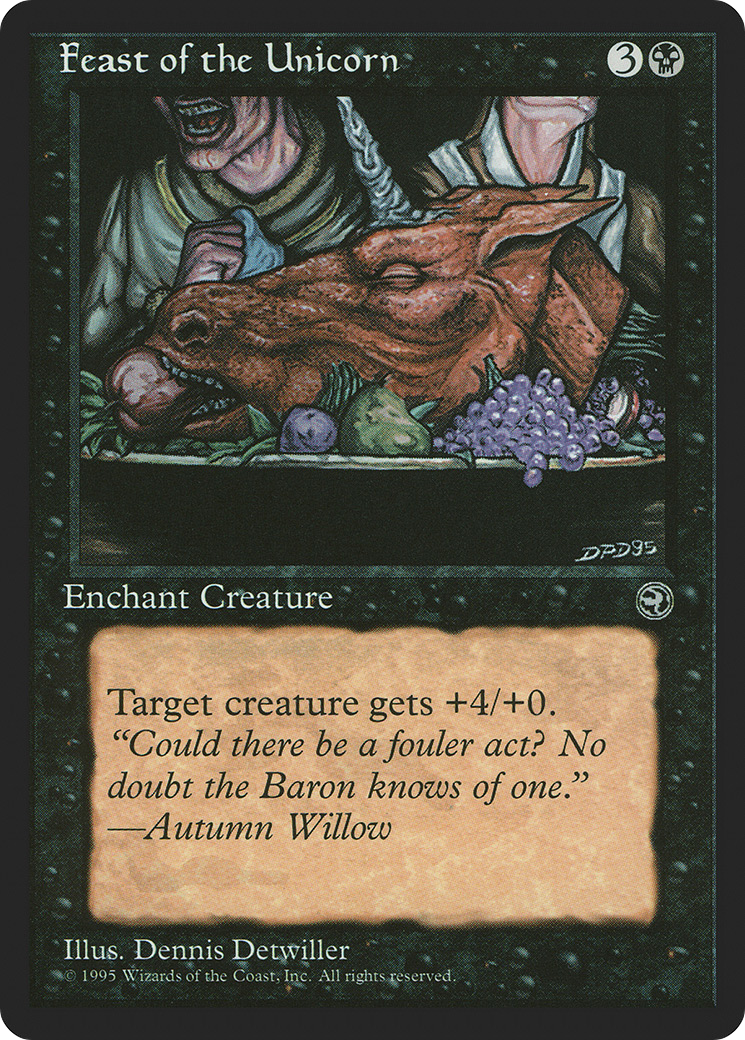 Feast of the Unicorn 3
DPD95
Enchant Creature
Target creature gets +4/+0.
“Could there be a fouler act? No
doubt the Baron knows of one.”
—Autumn Willow
Illus. Dennis Detwiller
© 1995 Wizards of the Coast, Inc. All rights reserved.